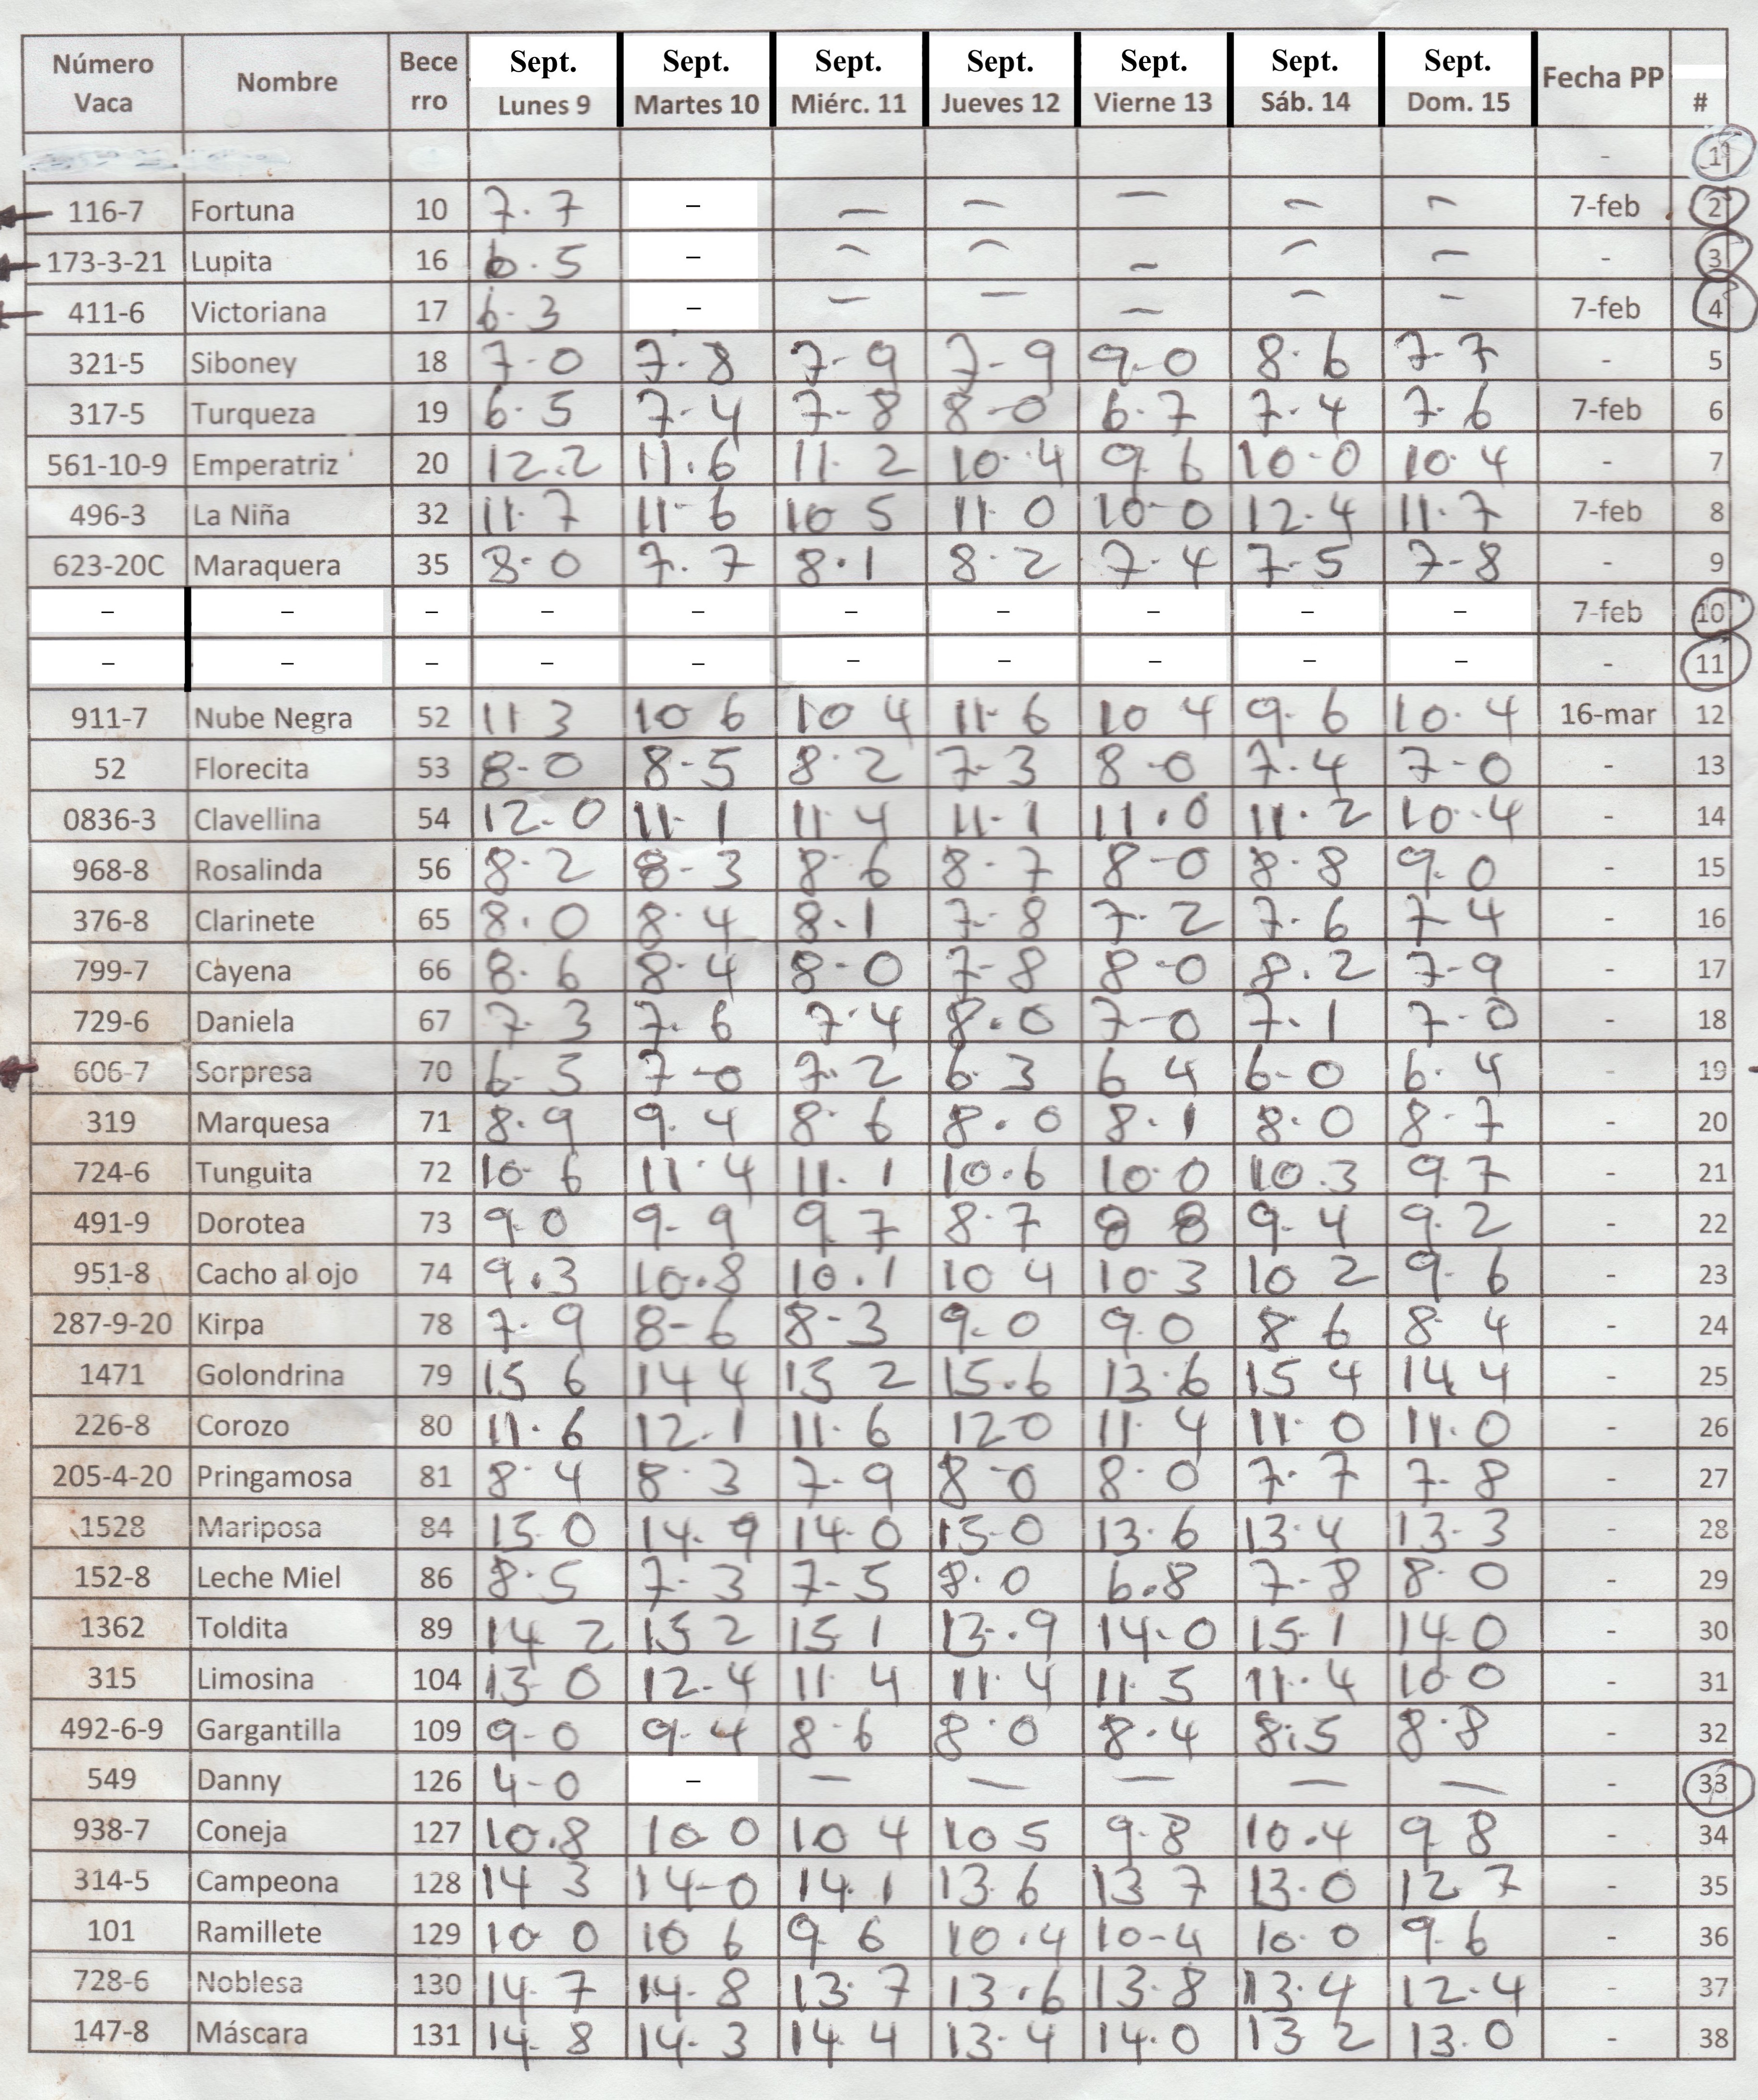 Número Vaca Nombre Bece rro Sept. Lunes 9 Sept. Martes 10 Sept. Miérc. 11 Sept. Jueves 12 Sept. Vierne 13 Sept. Sáb. 14 Sept. Dom. 15 Fecha PP #
- 1
116-7 Fortuna 10 7.7 – – – – – – 7-feb 2
173-3-21 Lupita 16 6.5 – – – – – – - 3
411-6 Victoriana 17 6-3 – – – – – – 7-feb 4
321-5 Siboney 18 7-0 7-8 7-9 7-9 9-0 8.6 7-7 - 5
317-5 Turqueza 19 6.5 7-4 7-8 8-0 6.7 7.4 7.6 7-feb 6
561-10-9 Emperatriz 20 12.2 11.6 11.2 10.4 9 6 10-0 10.4 - 7
496-3 La Niña 32 11.7 11-6 10 5 11.0 10-0 12.4 11.7 7-feb 8
623-20C Maraquera 35 8.0 7.7 8.1 8.2 7-4 7-5 7-8 - 9
– – – – – – – – – – 7-feb 10
– – – – – – – – – – - 11
911-7 Nube Negra 52 11 3 10 6 10 4 11-6 10 4 9-6 10.4 16-mar 12
52 Florecita 53 8-0 8-5 8.2 7-3 8-0 7.4 7-0 - 13
0836-3 Clavellina 54 12.0 11-1 11 4 11-1 11.0 11.2 10.4 - 14
968-8 Rosalinda 56 8.2 8-3 8-6 8-7 8-0 8.8 9.0 - 15
376-8 Clarinete 65 8.0 8.4 8.1 7-8 7.2 7.6 7-4 - 16
799-7 Cayena 66 8.6 8.4 8-0 7-8 8-0 8.2 7-9 - 17
729-6 Daniela 67 7.3 7.6 7.4 8.0 7-0 7.1 7-0 - 18
606-7 Sorpresa 70 6-5 7-0 7.2 6.3 6 4 6-0 6.4 - 19
319 Marquesa 71 8.9 9.4 8.6 8.0 8.1 8.0 8-7 - 20
724-6 Tunguita 72 10-6 11.4 11.1 10.6 10.0 10.3 9 7 - 21
491-9 Dorotea 73 9.0 9-9 9.7 8.7 8 8 9-4 9.2 - 22
951-8 Cacho al ojo 74 9.3 10.8 10.1 10 4 10-3 10 2 9-6 - 23
287-9-20 Kirpa 78 7.9 8-6 8-3 9.0 9.0 8 6 8 4 - 24
1471 Golondrina 79 15 6 14 4 15 2 15.6 13.6 15 4 14 4 - 25
226-8 Corozo 80 11.6 12.1 11.6 12 0 11.4 11.0 11.0 - 26
205-4-20 Pringamosa 81 8.4 8.3 7-9 8-0 8.0 7.7 7-8 - 27
1528 Mariposa 84 15 0 14.9 14-0 15-0 13.6 13.4 13-3 - 28
152-8 Leche Miel 86 8.5 7-3 7-5 8.0 6.8 7-8 8.0 - 29
1362 Toldita 89 14 2 15 2 15 1 13.9 14-0 15-1 14.0 - 30
315 Limosina 104 13-0 12-4 11 4 11.4 11.5 11.4 10-0 - 31
492-6-9 Gargantilla 109 9-0 9-4 8-6 8.0 8.4 8.5 8.8 - 32
549 Danny 126 4-0 – – – – – – - 33
938-7 Coneja 127 10.8 10-0 10 4 10 5 9-8 10.4 9 8 - 34
314-5 Campeona 128 14 3 14-0 14.1 13.6 13 7 13.0 12 7 - 35
101 Ramillete 129 10-0 10 6 9 6 10.4 10-4 10.0 9 6 - 36
728-6 Noblesa 130 14.7 14.8 13.7 13.6 13-8 13.4 12-4 - 37
147-8 Máscara 131 14.8 14-3 14.4 13-4 14.0 13 2 13.0 - 38